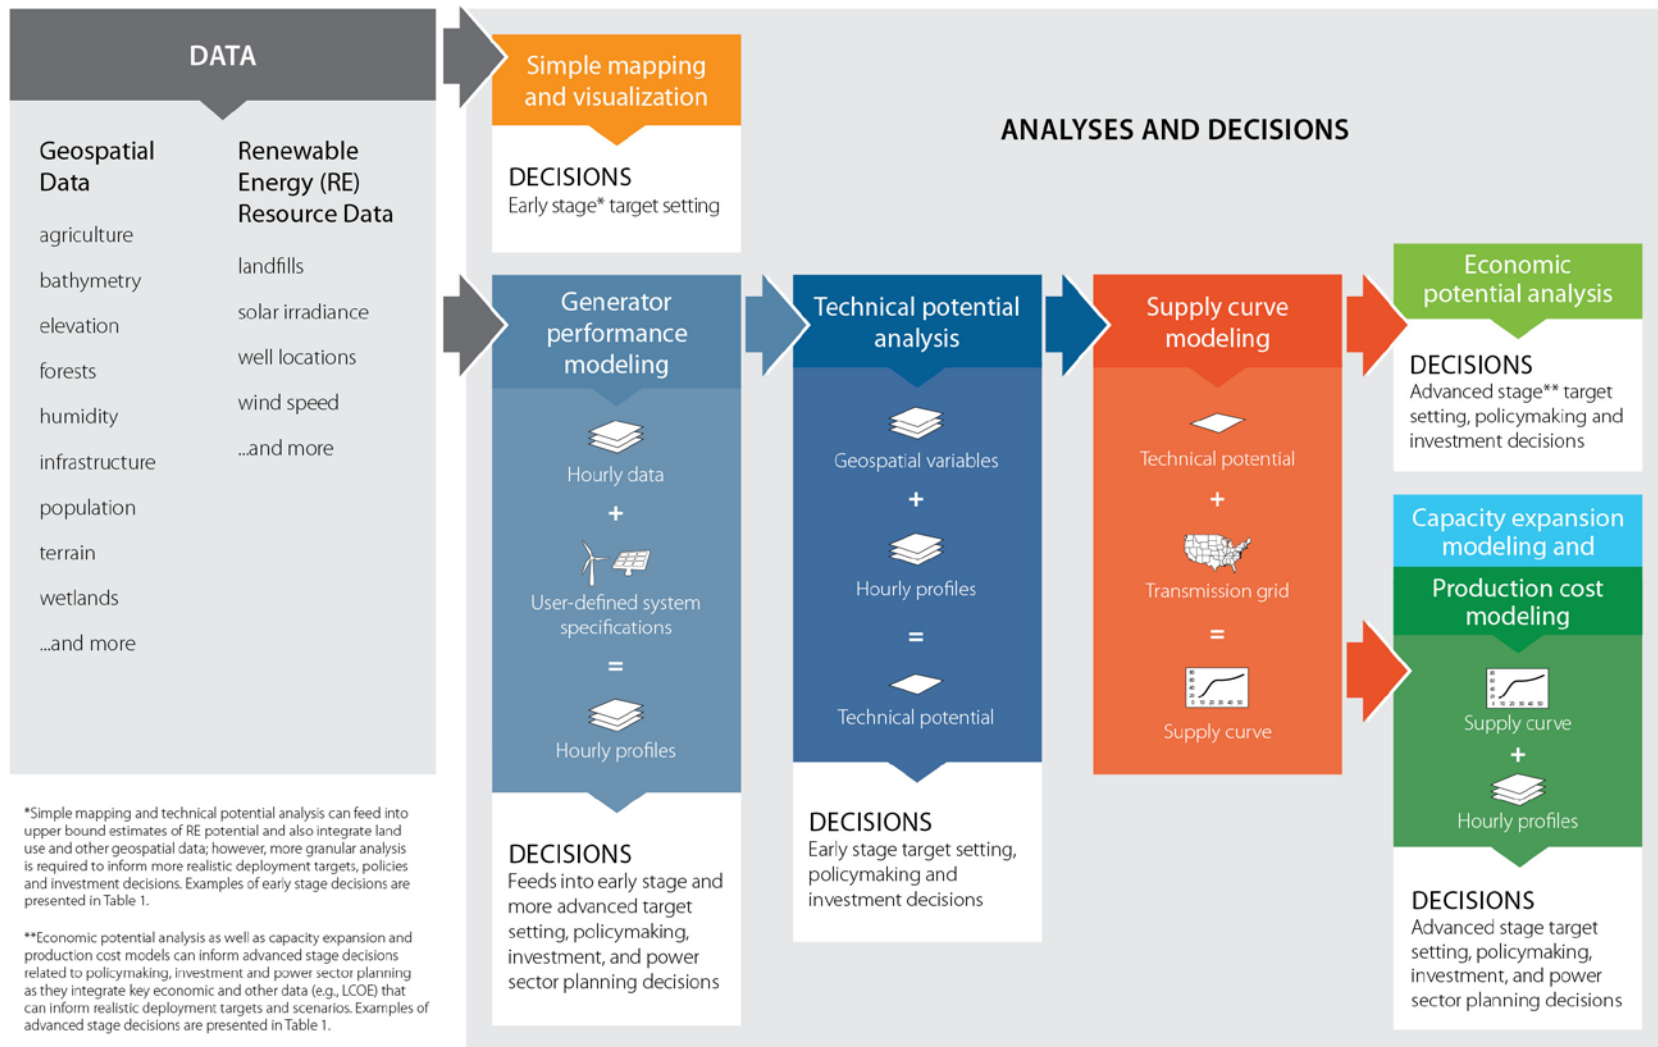 DATA
Geospatial
Data
agriculture
bathymetry
elevation
forests
humidity
infrastructure
population
terrain
wetlands
...and more
Renewable
Energy (RE)
Resource Data
landfills
solar irradiance
well locations
wind speed
...and more
*Simple mapping and technical potential analysis can feed into
upper bound estimates of RE potential and also integrate land
use and other geospatial data; however, more granular analysis
is required to inform more realistic deployment targets, policies
and investment decisions. Examples of early stage decisions are
presented in Table 1.
**Economic potential analysis as well as capacity expansion and
production cost models can inform advanced stage decisions
related to policymaking, investment and power sector planning
as they integrate key economic and other data (e.g., LCOE) that
can inform realistic deployment targets and scenarios. Examples of
advanced stage decisions are presented in Table 1.
ANALYSES AND DECISIONS
Simple mapping
and visualization
DECISIONS
Early stage* target setting
Generator
performance
modeling
Hourly data
+
User-defined system
specifications
=
Hourly profiles
DECISIONS
Feeds into early stage and
more advanced target
setting, policymaking,
investment, and power
sector planning decisions
Technical potential
analysis
Geospatial variables
+
Hourly profiles
=
Technical potential
DECISIONS
Early stage target setting,
policymaking and
investment decisions
Supply curve
modeling
Technical potential
+
Transmission grid
=
Supply curve
Economic
potential analysis
DECISIONS
Advanced stage** target
setting, policymaking and
investment decisions
Capacity expansion
modeling and
Production cost
modeling
Supply curve
+
Hourly profiles
DECISIONS
Advanced stage target
setting, policymaking,
investment, and power
sector planning decisions